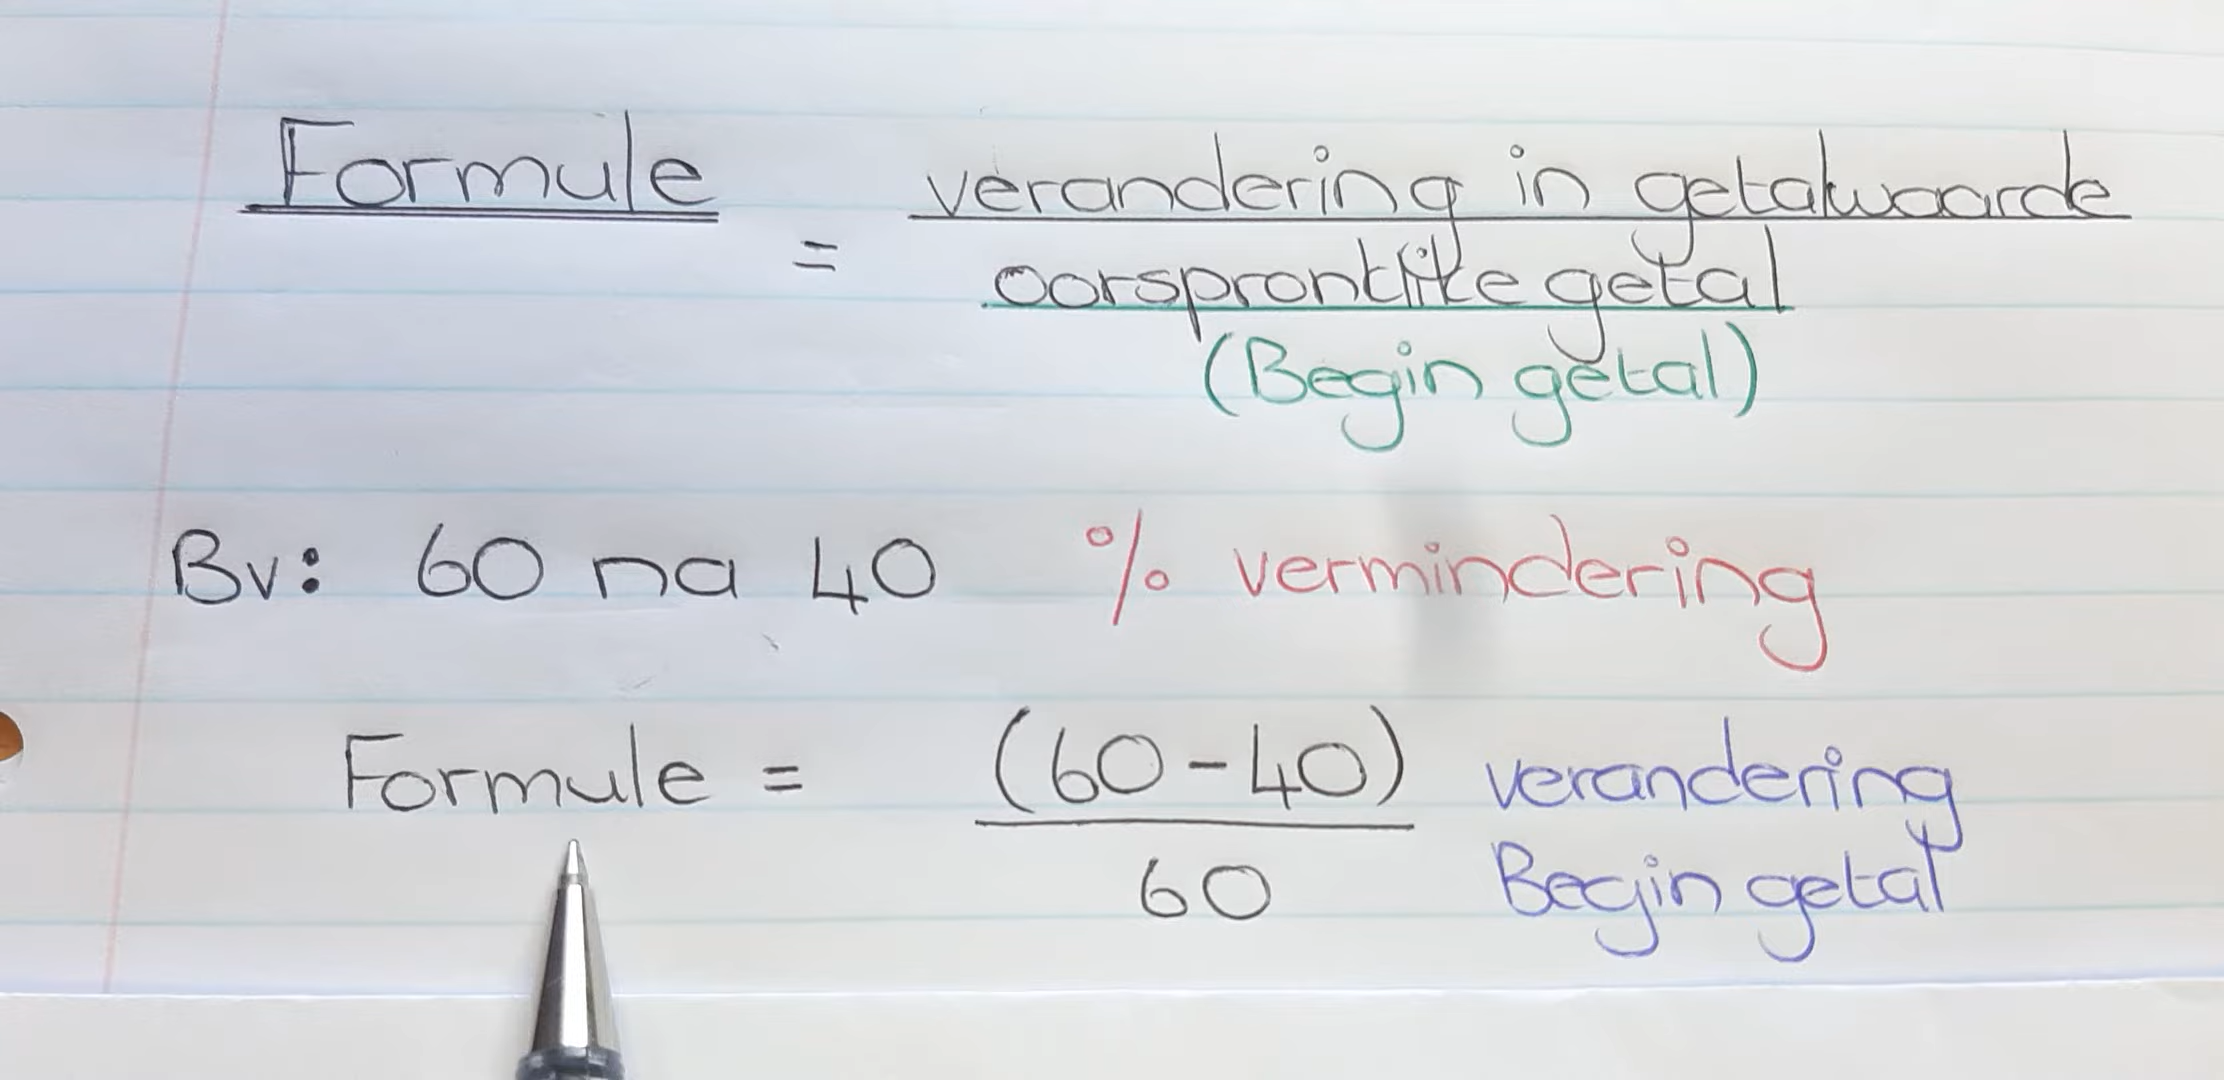 Formule = verandering in getalwaarde
oorspronklike getal
(Begin getal)
Bv: 60 na 40 % vermindering
Formule = (60-40) verandering
60 Begin getal